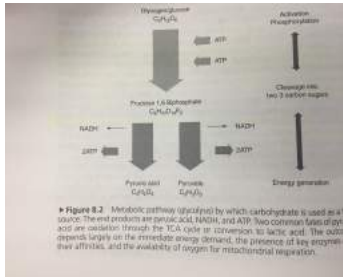 Glycogen/glucose
C₆H₁₂O₆
Activation
Phosphorylation
ATP
ATP
Cleavage into
two 3 carbon sugars
Fructose 1,6-Biphosphate
NADH
NADH
2ATP
2ATP
Pyruvic acid
Pyruvate
Energy generation
Figure 8.2 Metabolic pathway (glycolysis) by which carbohydrate is used as a
source. The end products are pyruvic acid, NADH, and ATP. Two common fates of
acid are oxidation through the TCA cycle or conversion to lactic acid. The
depends largely on the immediate energy demand, the presence of key enzymes
their affinities, and the availability of oxygen for mitochondrial respiration.